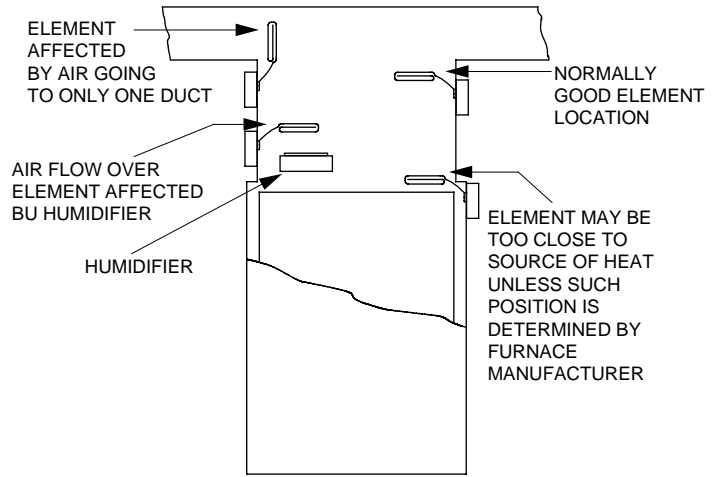 ELEMENT
AFFECTED
BY AIR GOING
TO ONLY ONE DUCT
NORMALLY
GOOD ELEMENT
LOCATION
AIR FLOW OVER
ELEMENT AFFECTED
BU HUMIDIFIER
HUMIDIFIER
ELEMENT MAY BE
TOO CLOSE TO
SOURCE OF HEAT
UNLESS SUCH
POSITION IS
DETERMINED BY
FURNACE
MANUFACTURER